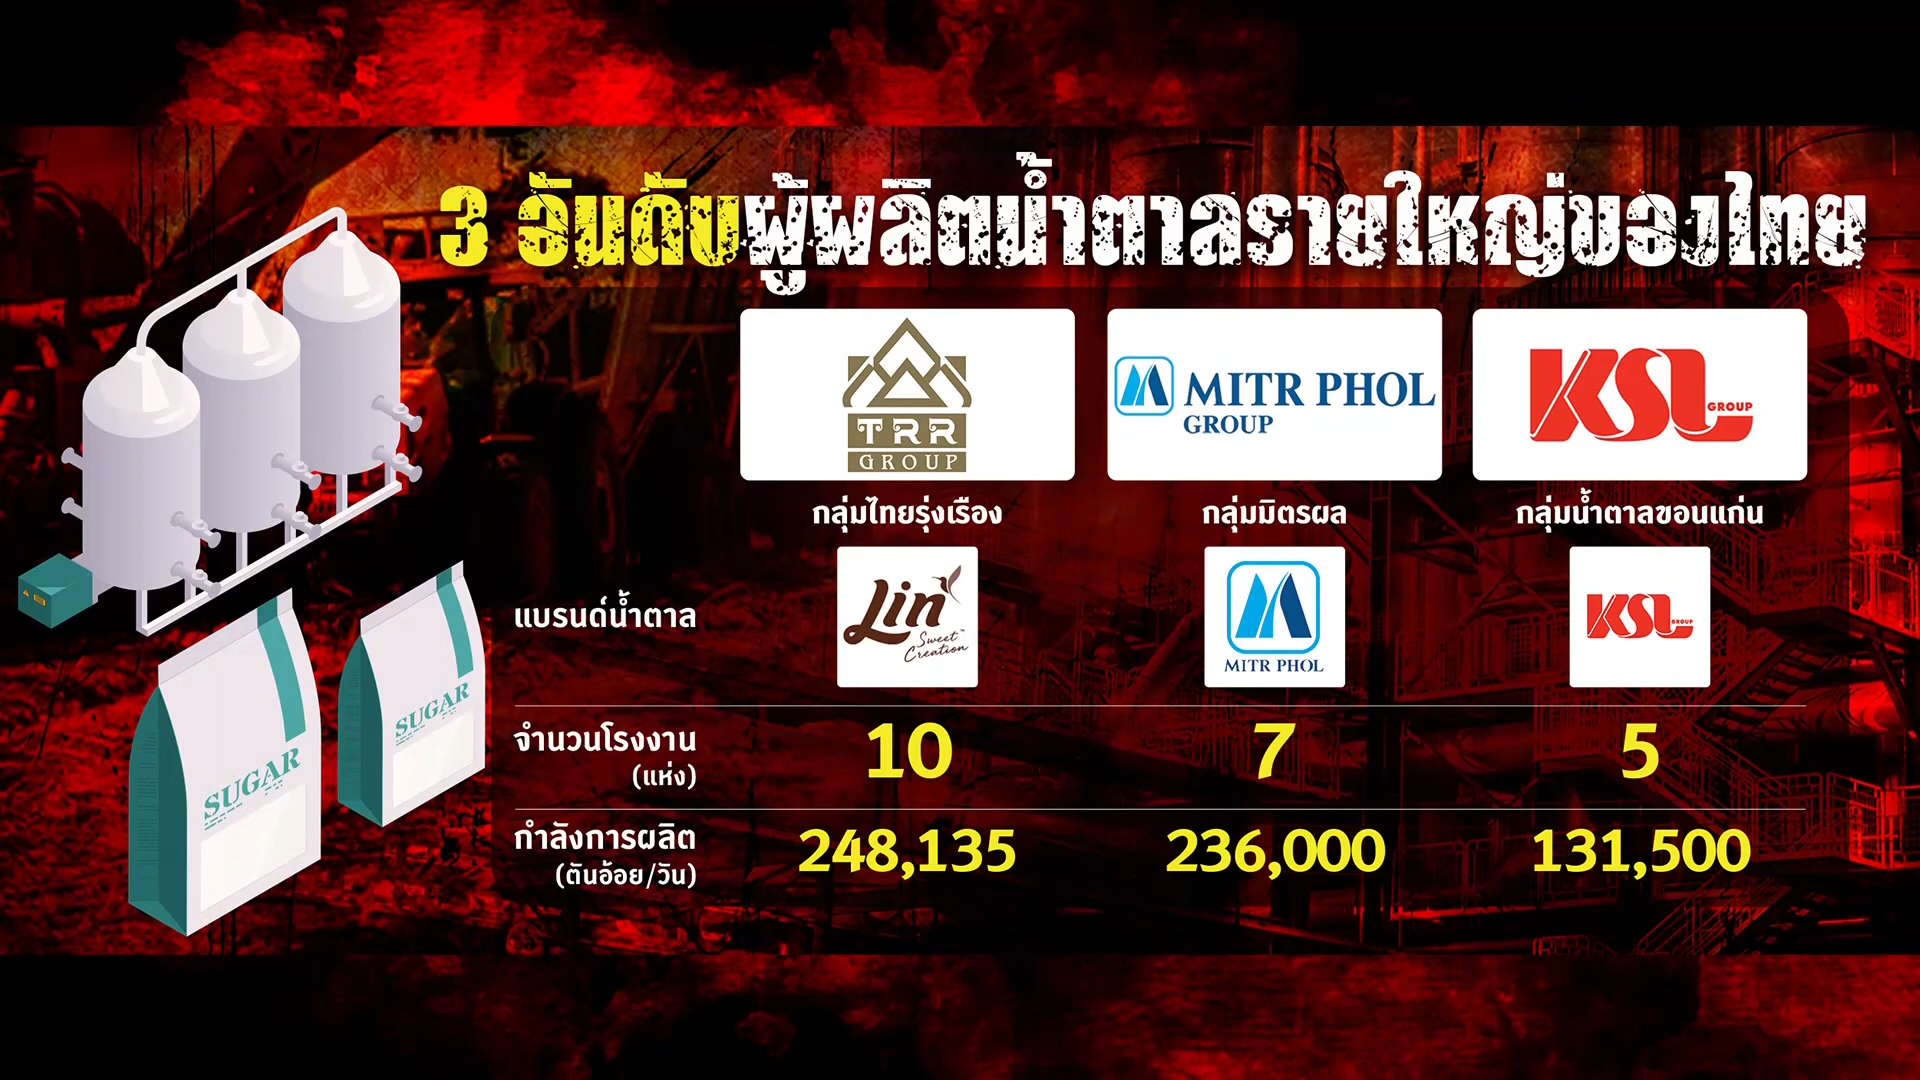 3 อันดับผู้ผลิตน้ำตาลรายใหญ่ของไทย
TRR
GROUP
MITR PHOL
GROUP
KSL GROUP
กลุ่มไทยรุ่งเรือง
กลุ่มมิตรผล
กลุ่มน้ำตาลขอนแก่น
แบรนด์น้ำตาล
Lin
Sweet™
Creation
MITR PHOL
KSL GROUP
จำนวนโรงงาน
(แห่ง)
10
7
5
กำลังการผลิต
(ตันอ้อย/วัน)
248,135
236,000
131,500
SUGAR
SUGAR